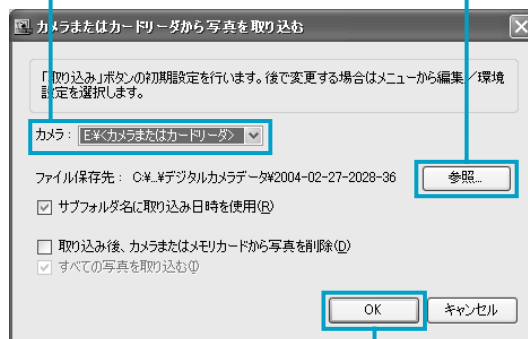 カメラまたはカードリーダから写真を取り込む
「取り込み」ボタンの初期設定を行います。後で変更する場合はメニューから編集／環境
設定を選択します。
カメラ： E¥<カメラまたはカードリーダ>
ファイル保存先： C:¥...¥デジタルカメラデータ¥2004-02-27-2028-36 参照...
サブフォルダ名に取り込み日時を使用(R)
取り込み後、カメラまたはメモリカードから写真を削除(D)
すべての写真を取り込む(I)
OK キャンセル